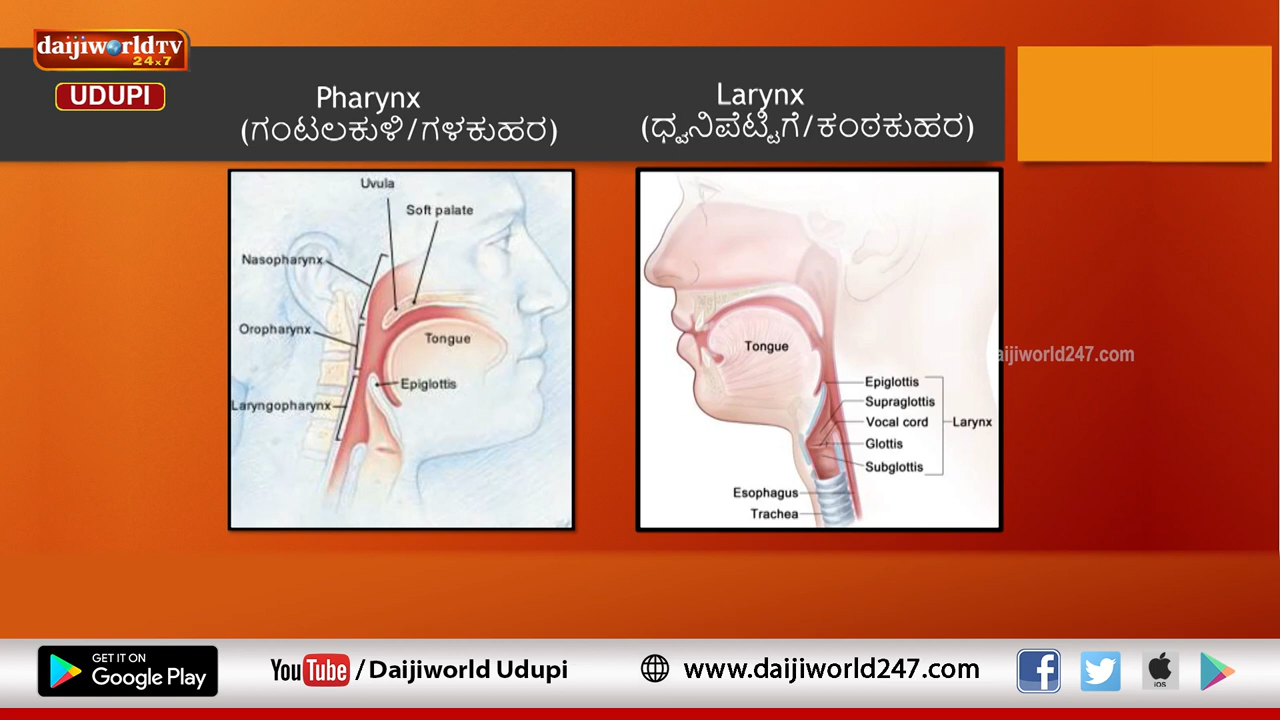 daijiworldTV
24x7
UDUPI
Pharynx
(ಗಂಟಲಕುಳಿ/ಗಳಕುಹರ)
Larynx
(ಧ್ವನಿಪೆಟ್ಟಿಗೆ/ಕಂಠಕುಹರ)
Uvula
Soft palate
Nasopharynx
Oropharynx
Tongue
Epiglottis
Laryngopharynx
Tongue
Epiglottis
Supraglottis
Vocal cord
Larynx
Glottis
Subglottis
Esophagus
Trachea
aijiworld247.com
GET IT ON
Google Play
YouTube / Daijiworld Udupi
www.daijiworld247.com
iOS